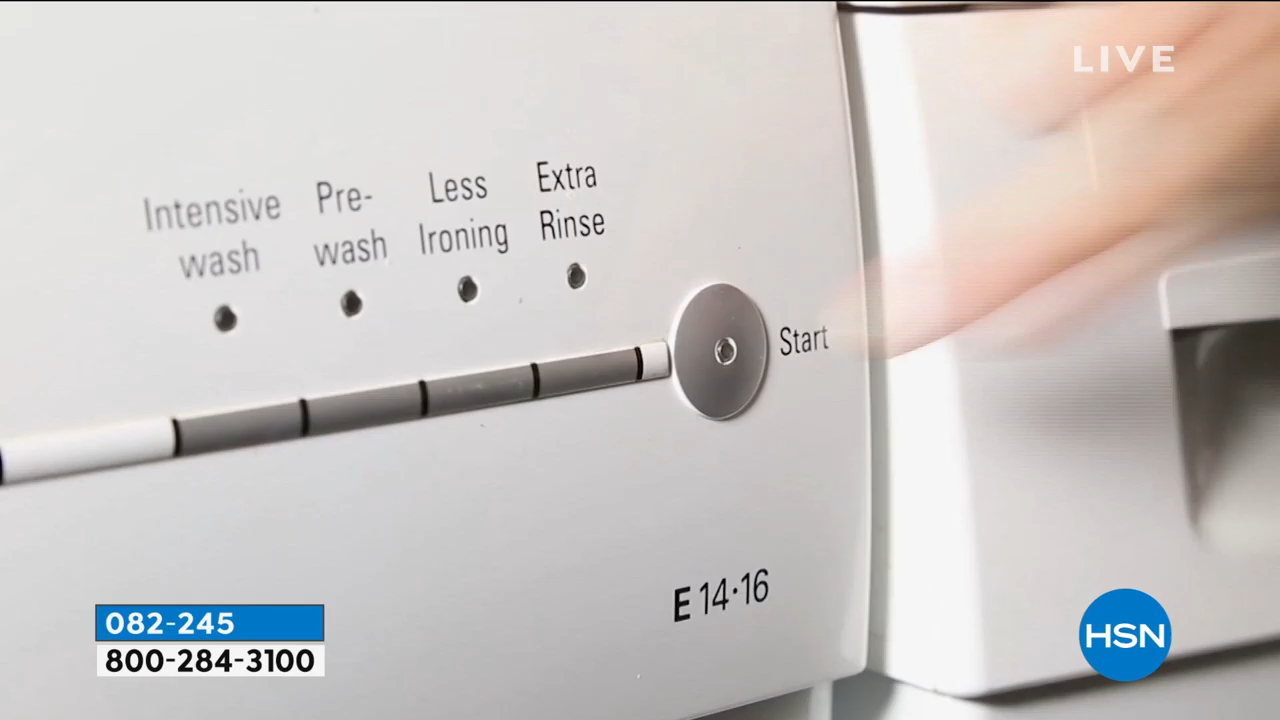 LIVE
Intensive
wash
Pre-
wash
Less
Ironing
Extra
Rinse
Start
E 14·16
082-245
800-284-3100
HSN